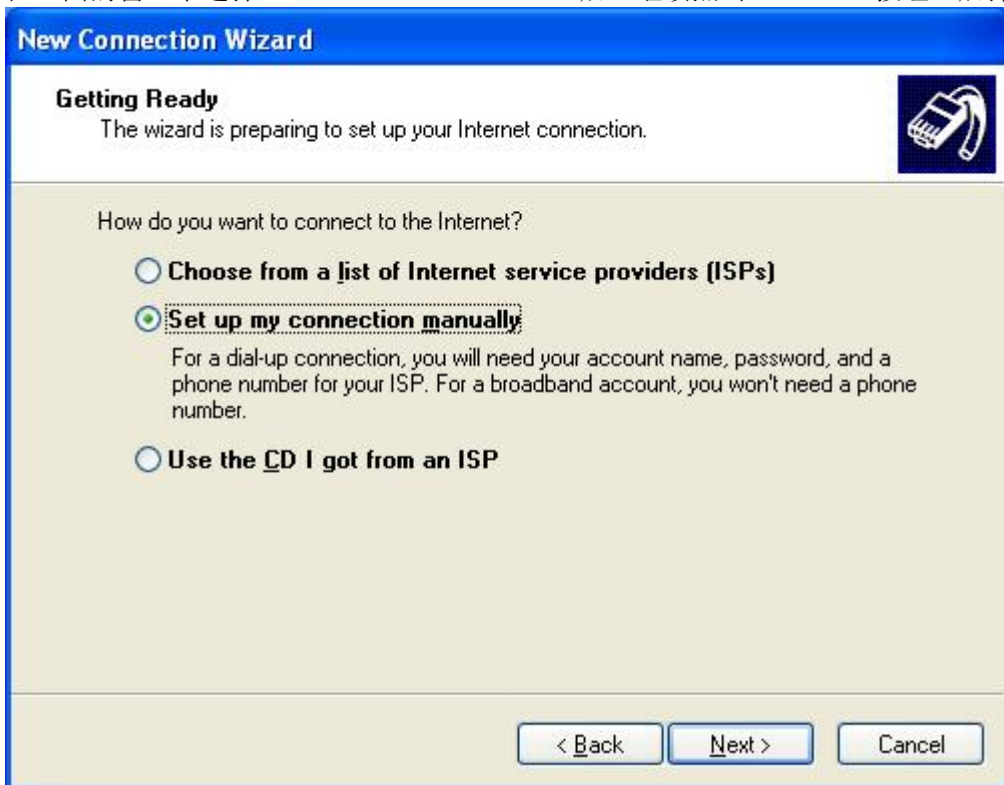 New Connection Wizard
Getting Ready
The wizard is preparing to set up your Internet connection.
How do you want to connect to the Internet?
Choose from a list of Internet service providers (ISPs)
Set up my connection manually
For a dial-up connection, you will need your account name, password, and a
phone number for your ISP. For a broadband account, you won't need a phone
number.
Use the CD I got from an ISP
< Back
Next >
Cancel